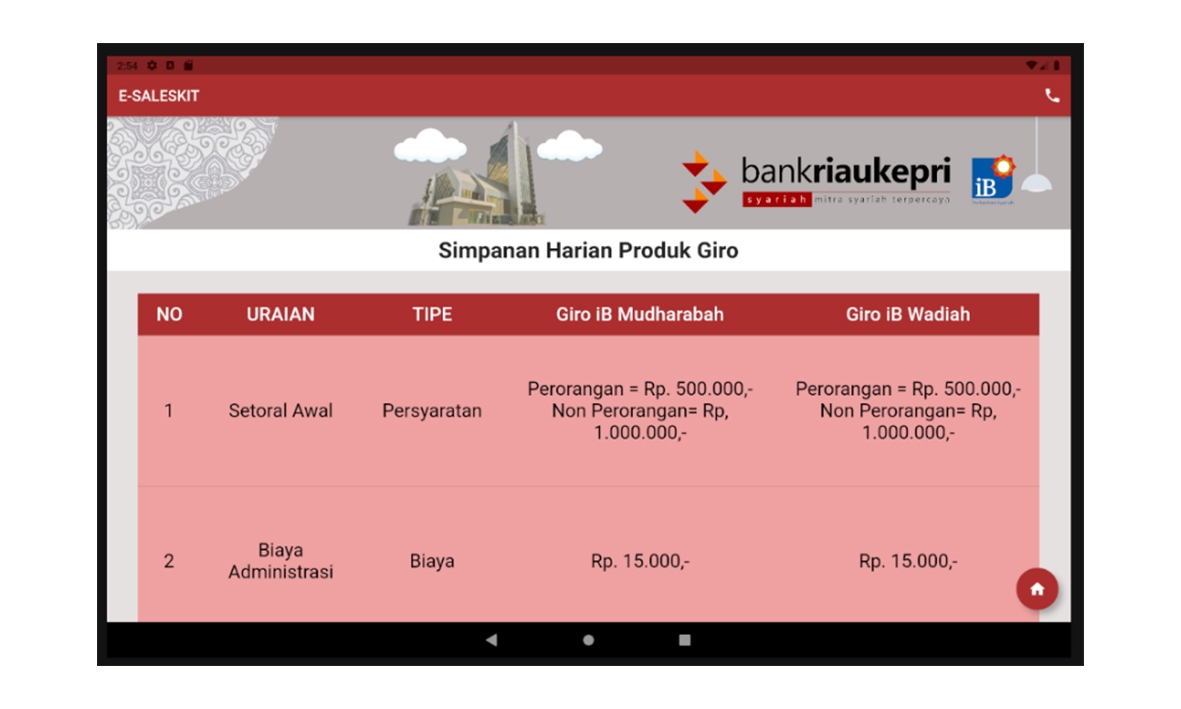 2:54
E-SALESKIT
bankriaukepri
syariah mitra syariah terpercaya
iB
Simpanan Harian Produk Giro
NO URAIAN TIPE Giro iB Mudharabah Giro iB Wadiah
1 Setoral Awal Persyaratan
Perorangan = Rp. 500.000,-
Non Perorangan= Rp,
1.000.000,-
Perorangan = Rp. 500.000,-
Non Perorangan= Rp,
1.000.000,-
2
Biaya
Administrasi
Biaya Rp. 15.000,- Rp. 15.000,-